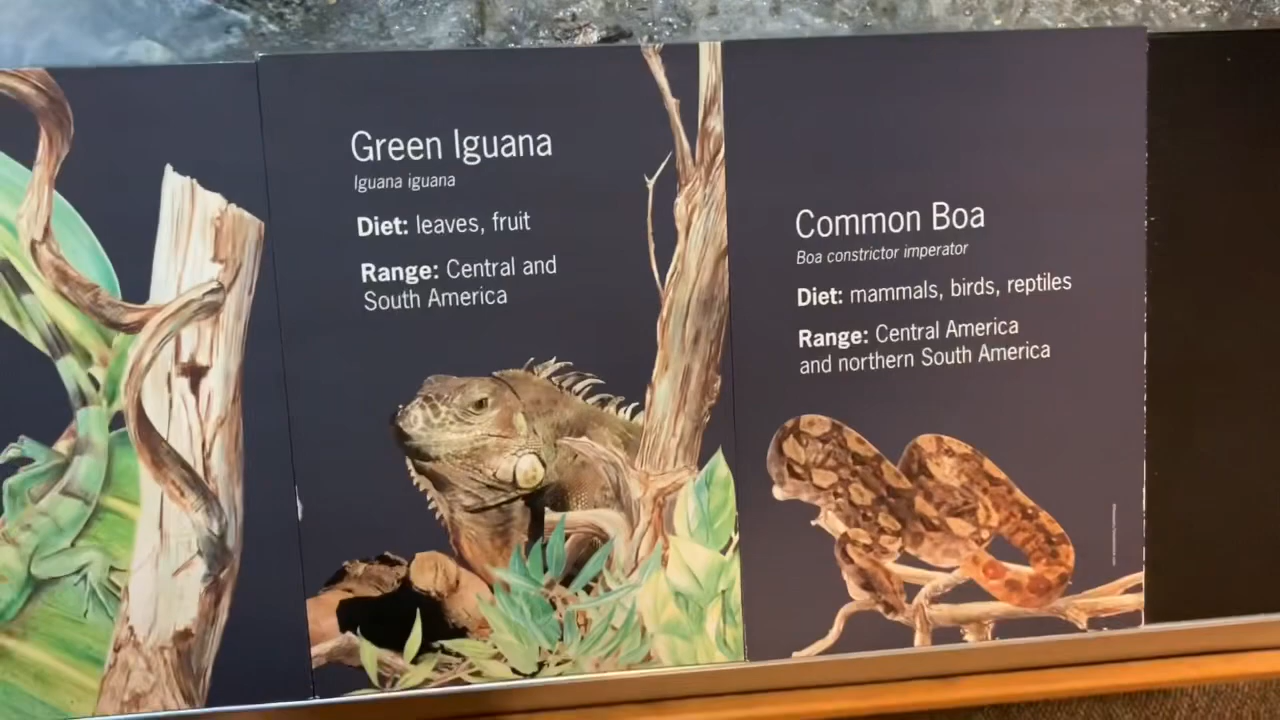 Green Iguana
Iguana iguana
Diet: leaves, fruit
Range: Central and
South America
Common Boa
Boa constrictor imperator
Diet: mammals, birds, reptiles
Range: Central America
and northern South America